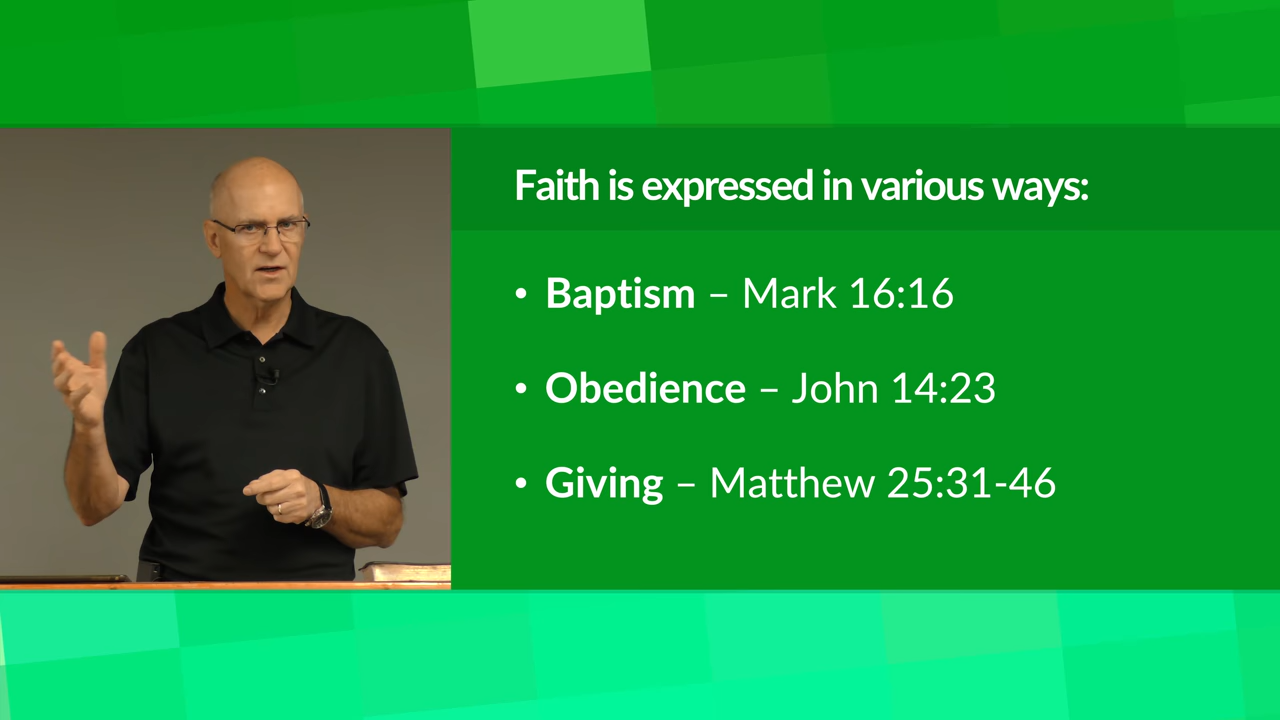 Faith is expressed in various ways:
• Baptism – Mark 16:16
• Obedience – John 14:23
• Giving – Matthew 25:31-46